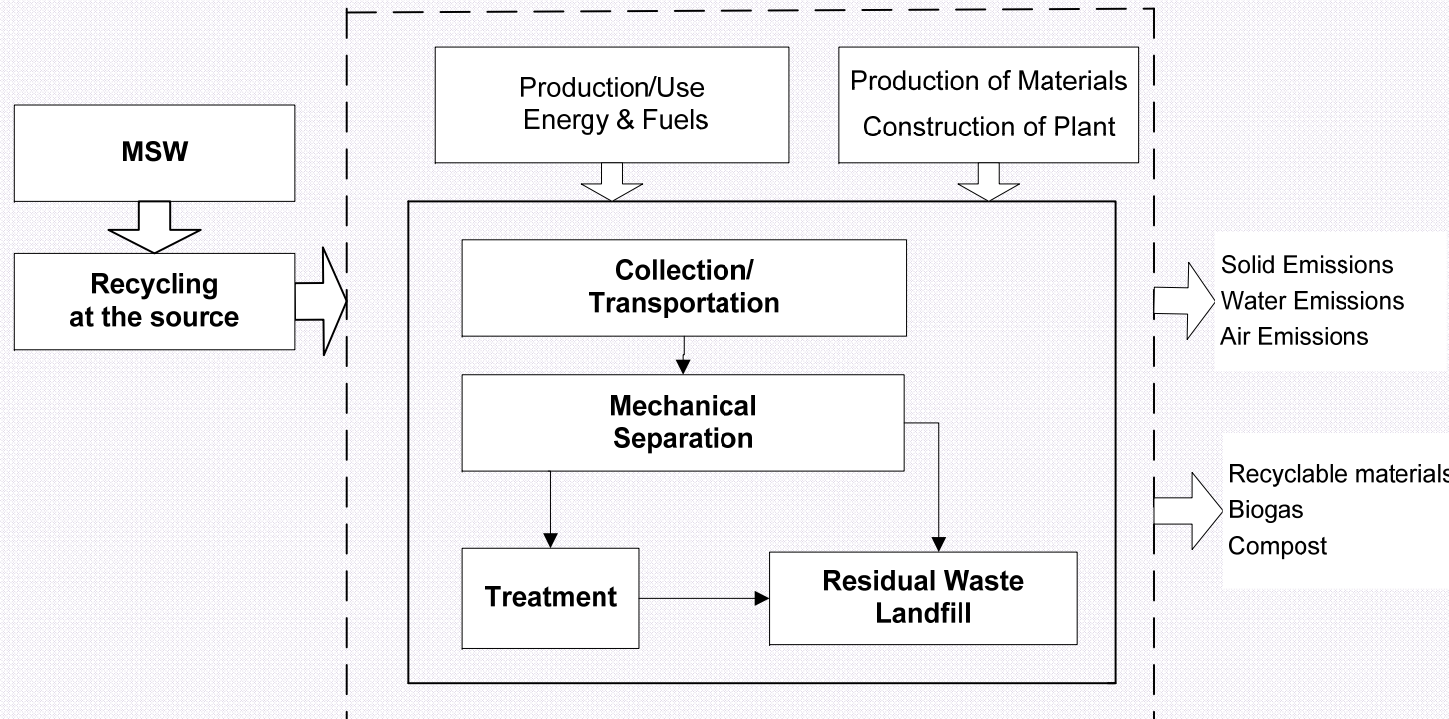 Production/Use
Energy & Fuels
Production of Materials
Construction of Plant
MSW
Recycling
at the source
Collection/
Transportation
Mechanical
Separation
Treatment
Residual Waste
Landfill
Solid Emissions
Water Emissions
Air Emissions
Recyclable materials
Biogas
Compost